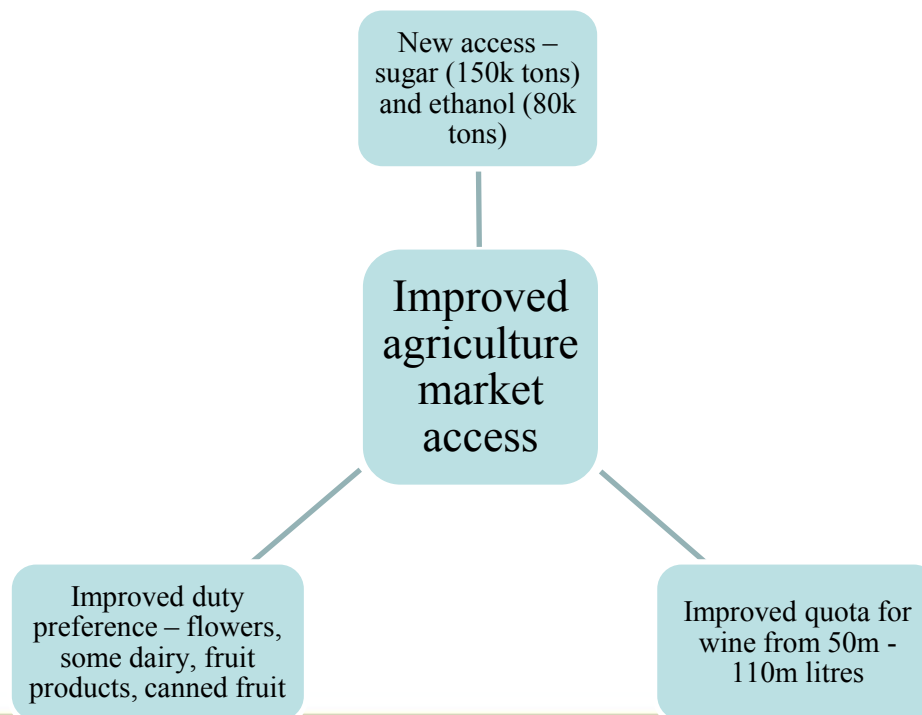 New access –
sugar (150k tons)
and ethanol (80k
tons)
Improved
agriculture
market
access
Improved duty
preference – flowers,
some dairy, fruit
products, canned fruit
Improved quota for
wine from 50m -
110m litres